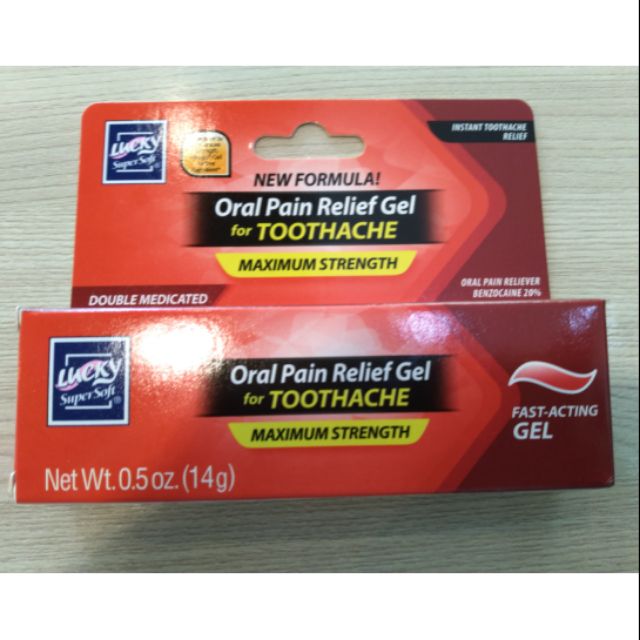 LUCKY
Super Soft®
INSTANT TOOTHACHE
RELIEF
NEW FORMULA!
Oral Pain Relief Gel
for TOOTHACHE
MAXIMUM STRENGTH
ORAL PAIN RELIEVER
BENZOCAINE 20%
DOUBLE MEDICATED
LUCKY
Super Soft®
Oral Pain Relief Gel
for TOOTHACHE
MAXIMUM STRENGTH
FAST-ACTING
GEL
Net Wt. 0.5 oz. (14g)